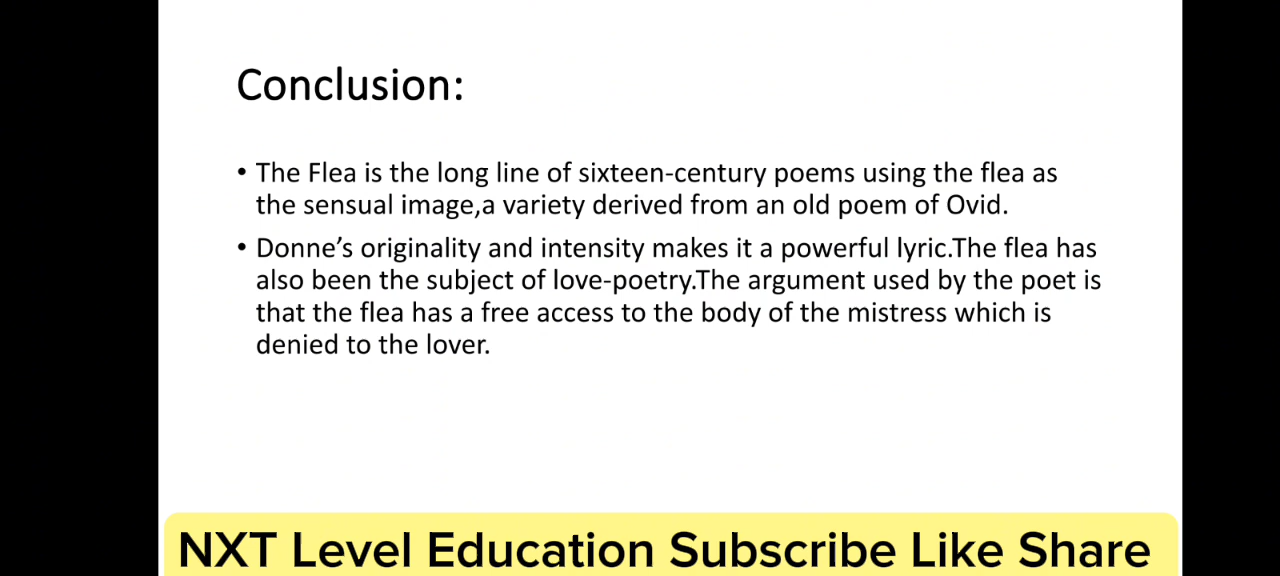 Conclusion:
• The Flea is the long line of sixteen-century poems using the flea as
the sensual image,a variety derived from an old poem of Ovid.
• Donne’s originality and intensity makes it a powerful lyric.The flea has
also been the subject of love-poetry.The argument used by the poet is
that the flea has a free access to the body of the mistress which is
denied to the lover.
NXT Level Education Subscribe Like Share